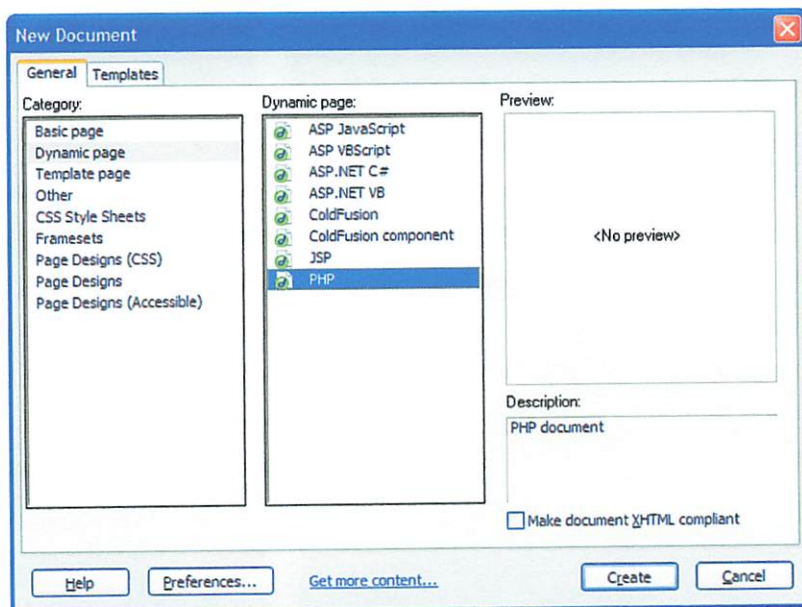 New Document
General
Templates
Category:
Basic page
Dynamic page
Template page
Other
CSS Style Sheets
Framesets
Page Designs (CSS)
Page Designs
Page Designs (Accessible)
Dynamic page:
ASP JavaScript
ASP VBScript
ASP.NET C#
ASP.NET VB
ColdFusion
ColdFusion component
JSP
PHP
Preview:
<No preview>
Description:
PHP document
Make document XHTML compliant
Help
Preferences...
Get more content...
Create
Cancel